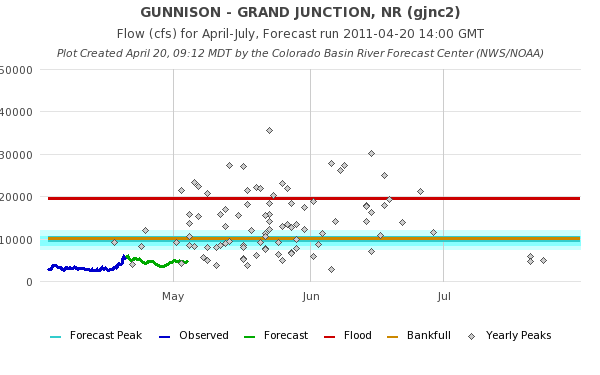 GUNNISON - GRAND JUNCTION, NR (gjnc2)
Flow (cfs) for April-July, Forecast run 2011-04-20 14:00 GMT
Plot Created April 20, 09:12 MDT by the Colorado Basin River Forecast Center (NWS/NOAA)
50000
40000
30000
20000
10000
0
May Jun Jul
Forecast Peak Observed Forecast Flood Bankfull Yearly Peaks